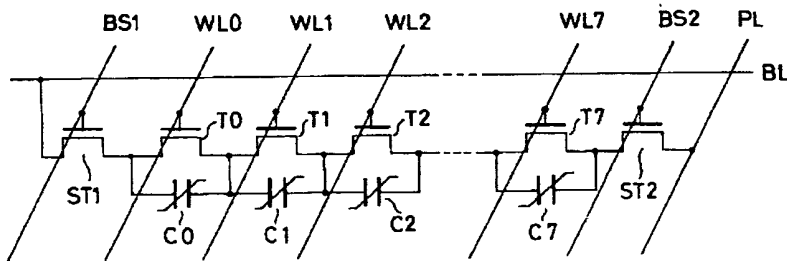 BS1 WL0 WL1 WL2 WL7 BS2 PL
BL
T0 T1 T2 T7
ST1 ST2
C0 C1 C2 C7